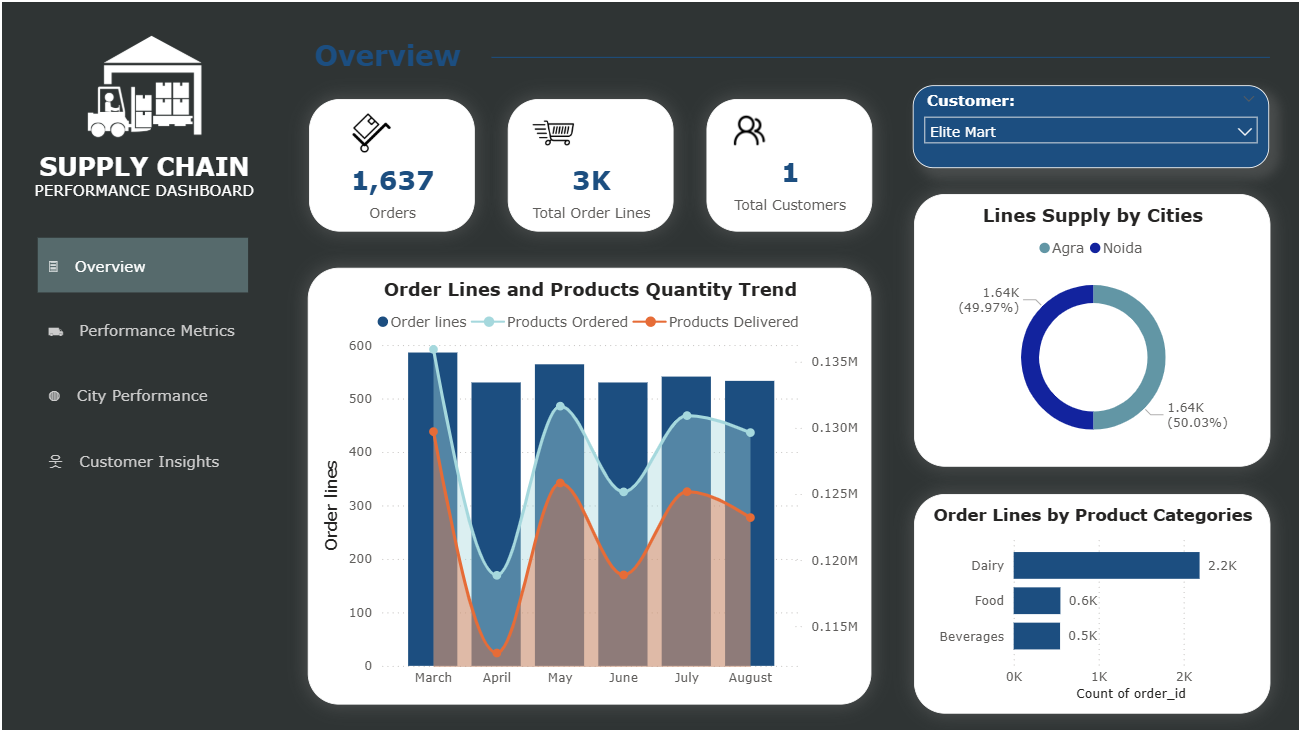 SUPPLY CHAIN
PERFORMANCE DASHBOARD
Overview
Performance Metrics
City Performance
Customer Insights
Overview
1,637
Orders
3K
Total Order Lines
1
Total Customers
Customer:
Elite Mart
Order Lines and Products Quantity Trend
Order lines Products Ordered Products Delivered
Order lines
600
500
400
300
200
100
0
0.135M
0.130M
0.125M
0.120M
0.115M
March April May June July August
Lines Supply by Cities
Agra Noida
1.64K
(49.97%)
1.64K
(50.03%)
Order Lines by Product Categories
Dairy 2.2K
Food 0.6K
Beverages 0.5K
0K 1K 2K
Count of order_id